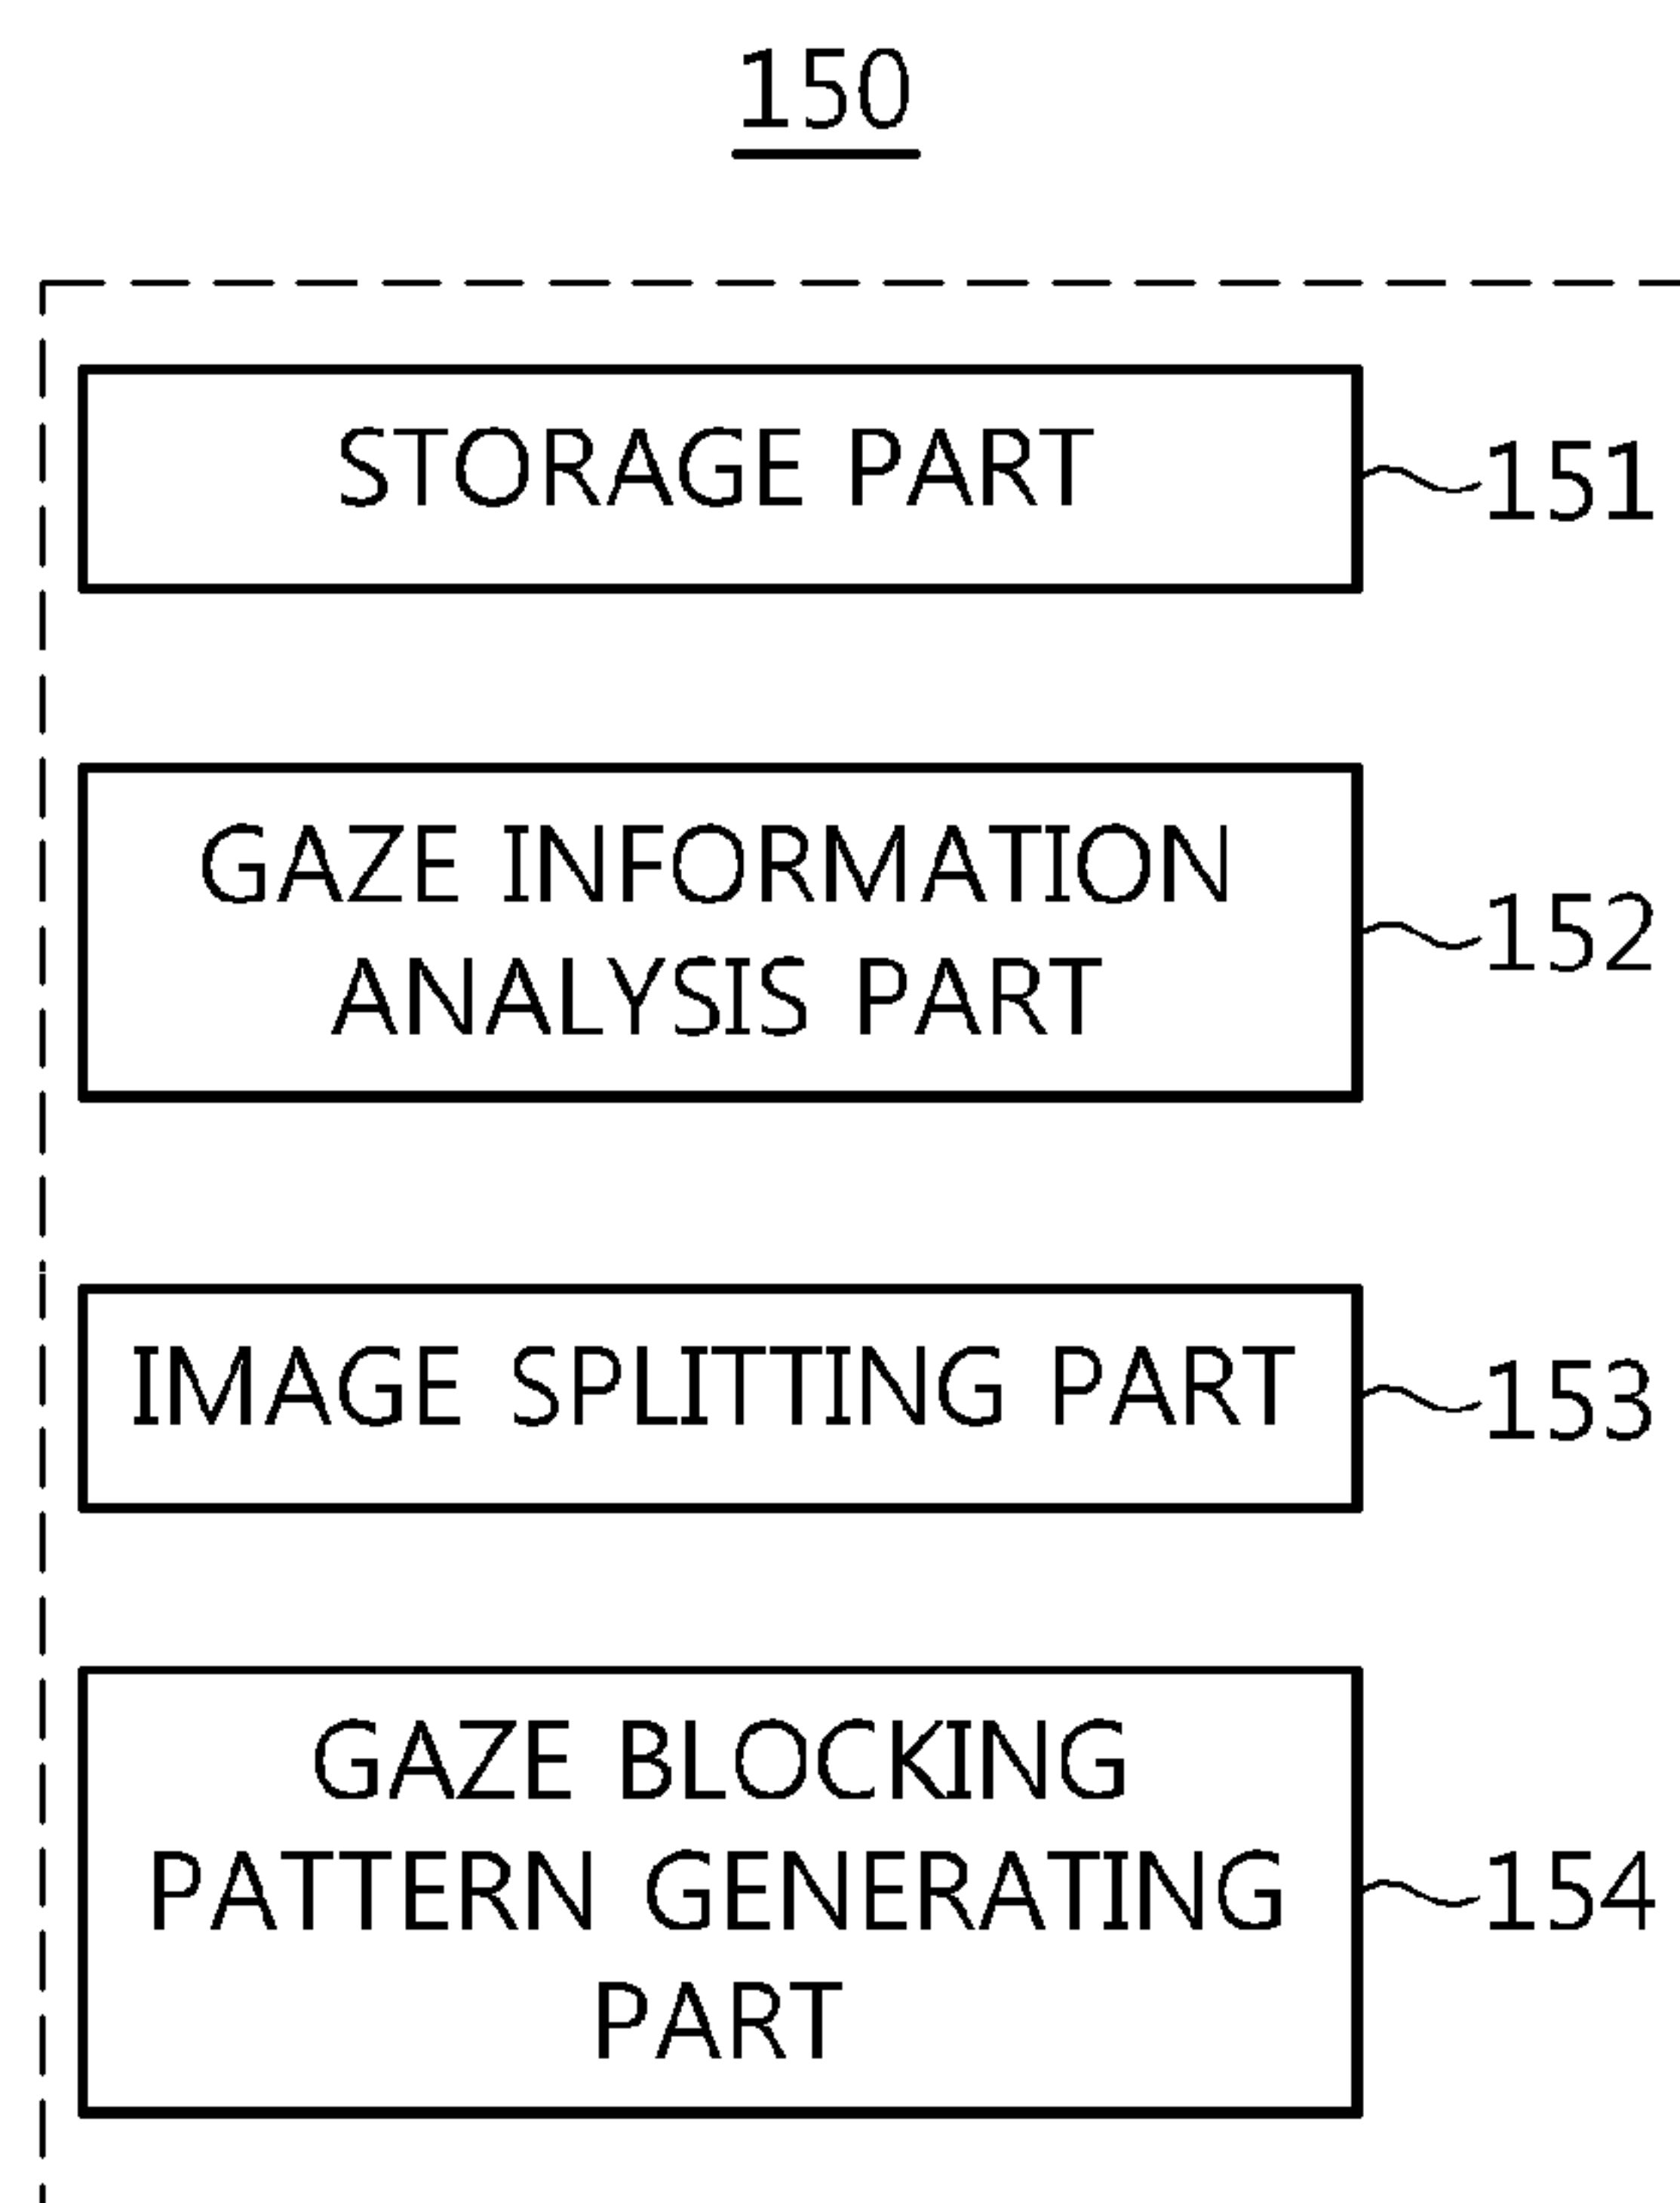 150
STORAGE PART
151
GAZE INFORMATION
ANALYSIS PART
152
IMAGE SPLITTING PART
153
GAZE BLOCKING
PATTERN GENERATING
PART
154